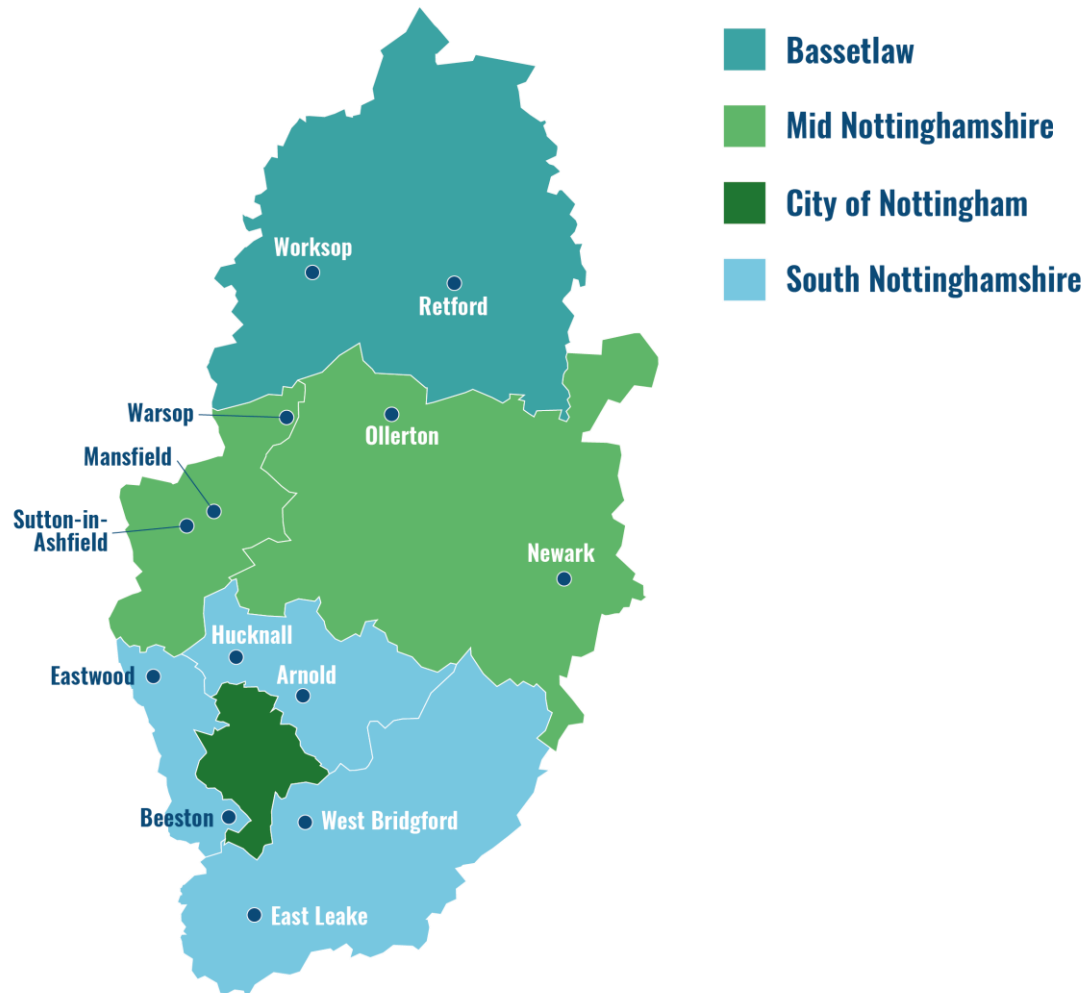 Bassetlaw
Mid Nottinghamshire
City of Nottingham
South Nottinghamshire
Worksop
Retford
Warsop
Ollerton
Mansfield
Sutton-in-
Ashfield
Newark
Hucknall
Eastwood
Arnold
Beeston
West Bridgford
East Leake